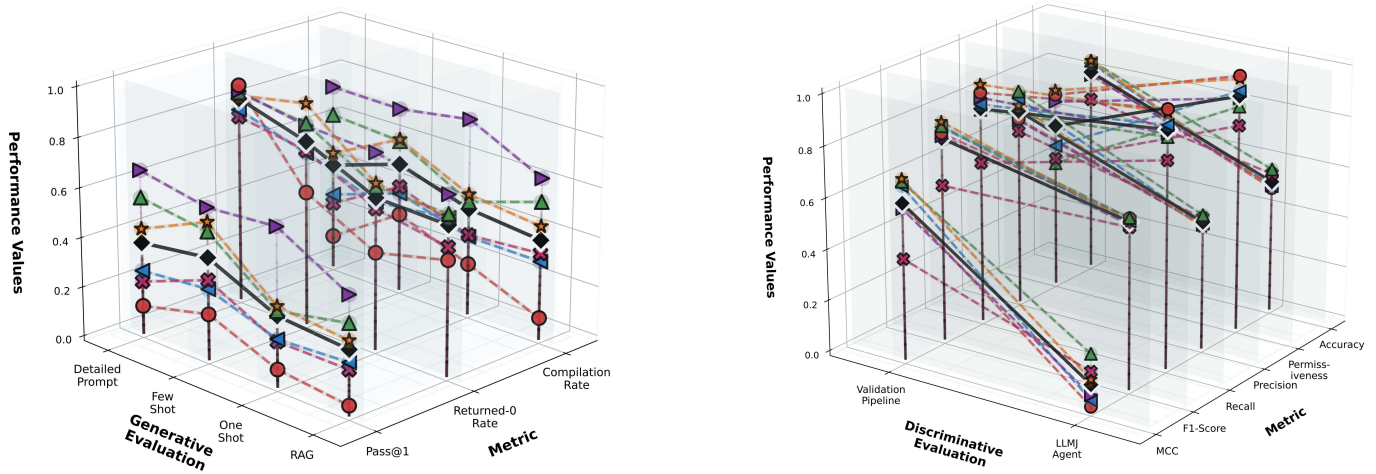 1.0
0.8
0.6
0.4
0.2
0.0
Performance Values
Detailed
Prompt
Few
Shot
One
Shot
RAG
Generative
Evaluation
Pass@1
Returned-0
Rate
Compilation
Rate
Metric
1.0
0.8
0.6
0.4
0.2
0.0
Performance Values
Validation
Pipeline
LLMJ
Agent
Discriminative
Evaluation
MCC
F1-Score
Recall
Precision
Permiss-
iveness
Accuracy
Metric